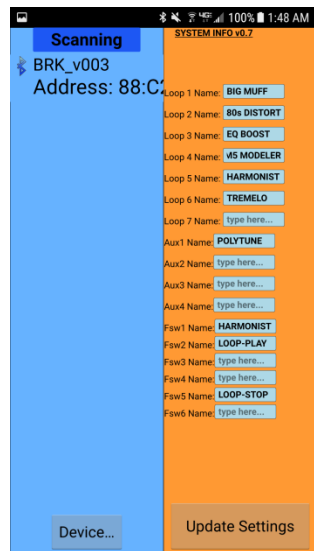 100% 1:48 AM
Scanning
BRK_v003
Address: 88:C
Device...
SYSTEM INFO v0.7
Loop 1 Name: BIG MUFF
Loop 2 Name: 80s DISTORT
Loop 3 Name: EQ BOOST
Loop 4 Name: M5 MODELER
Loop 5 Name: HARMONIST
Loop 6 Name: TREMELO
Loop 7 Name: type here...
Aux1 Name: POLYTUNE
Aux2 Name: type here...
Aux3 Name: type here...
Aux4 Name: type here...
Fsw1 Name: HARMONIST
Fsw2 Name: LOOP-PLAY
Fsw3 Name: type here...
Fsw4 Name: type here...
Fsw5 Name: LOOP-STOP
Fsw6 Name: type here...
Update Settings